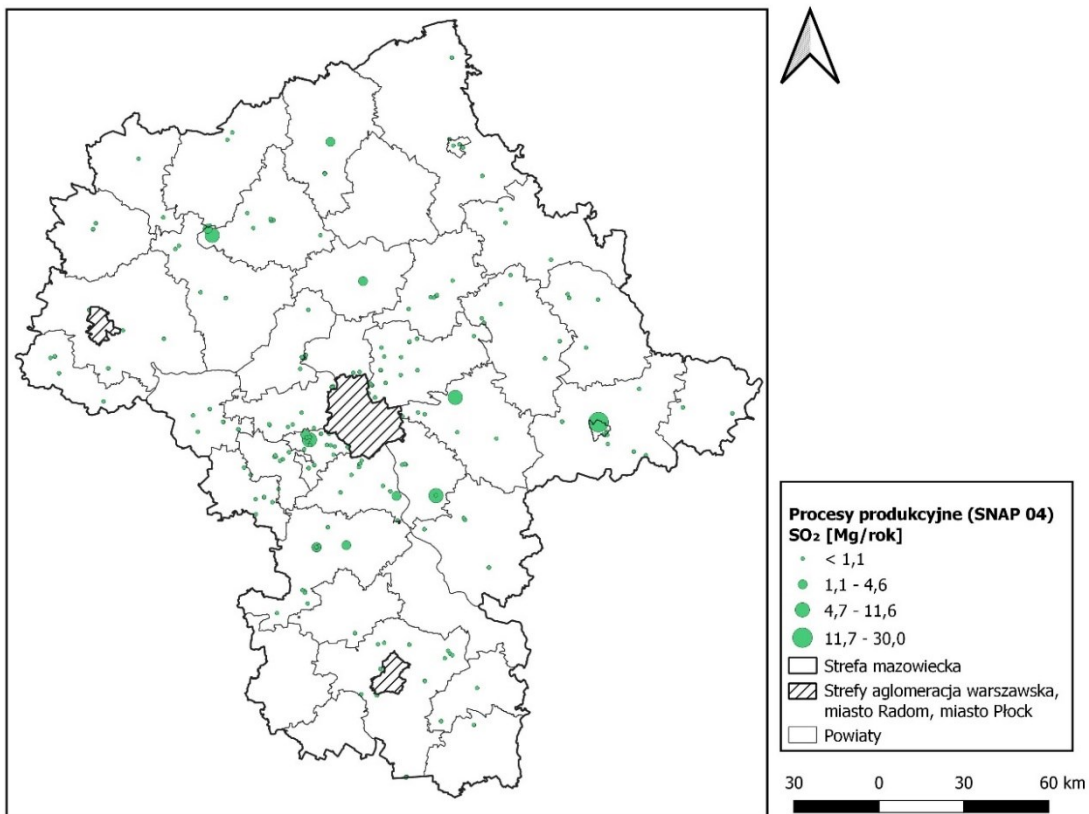 Procesy produkcyjne (SNAP 04)
SO₂ [Mg/rok]
< 1,1
1,1 - 4,6
4,7 - 11,6
11,7 - 30,0
Strefa mazowiecka
Strefy aglomeracja warszawska,
miasto Radom, miasto Płock
Powiaty
30 0 30 60 km